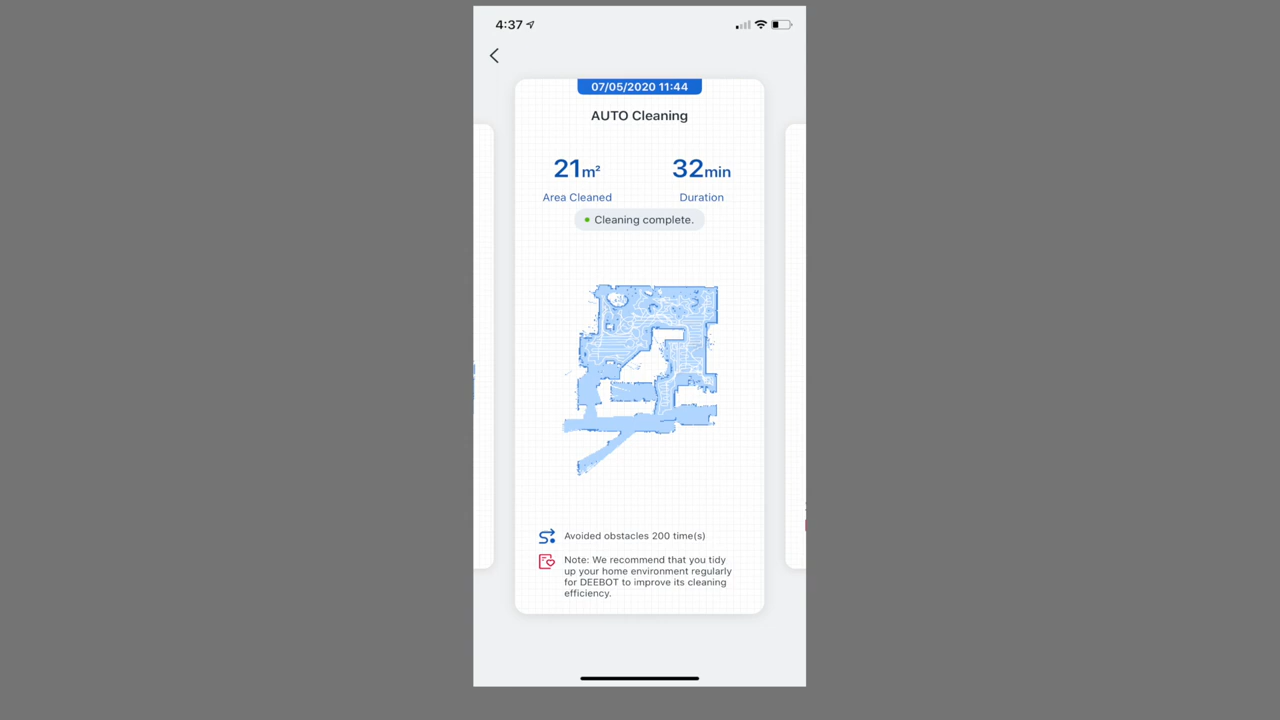 4:37
07/05/2020 11:44
AUTO Cleaning
21m² 32min
Area Cleaned Duration
Cleaning complete.
Avoided obstacles 200 time(s)
Note: We recommend that you tidy
up your home environment regularly
for DEEBOT to improve its cleaning
efficiency.